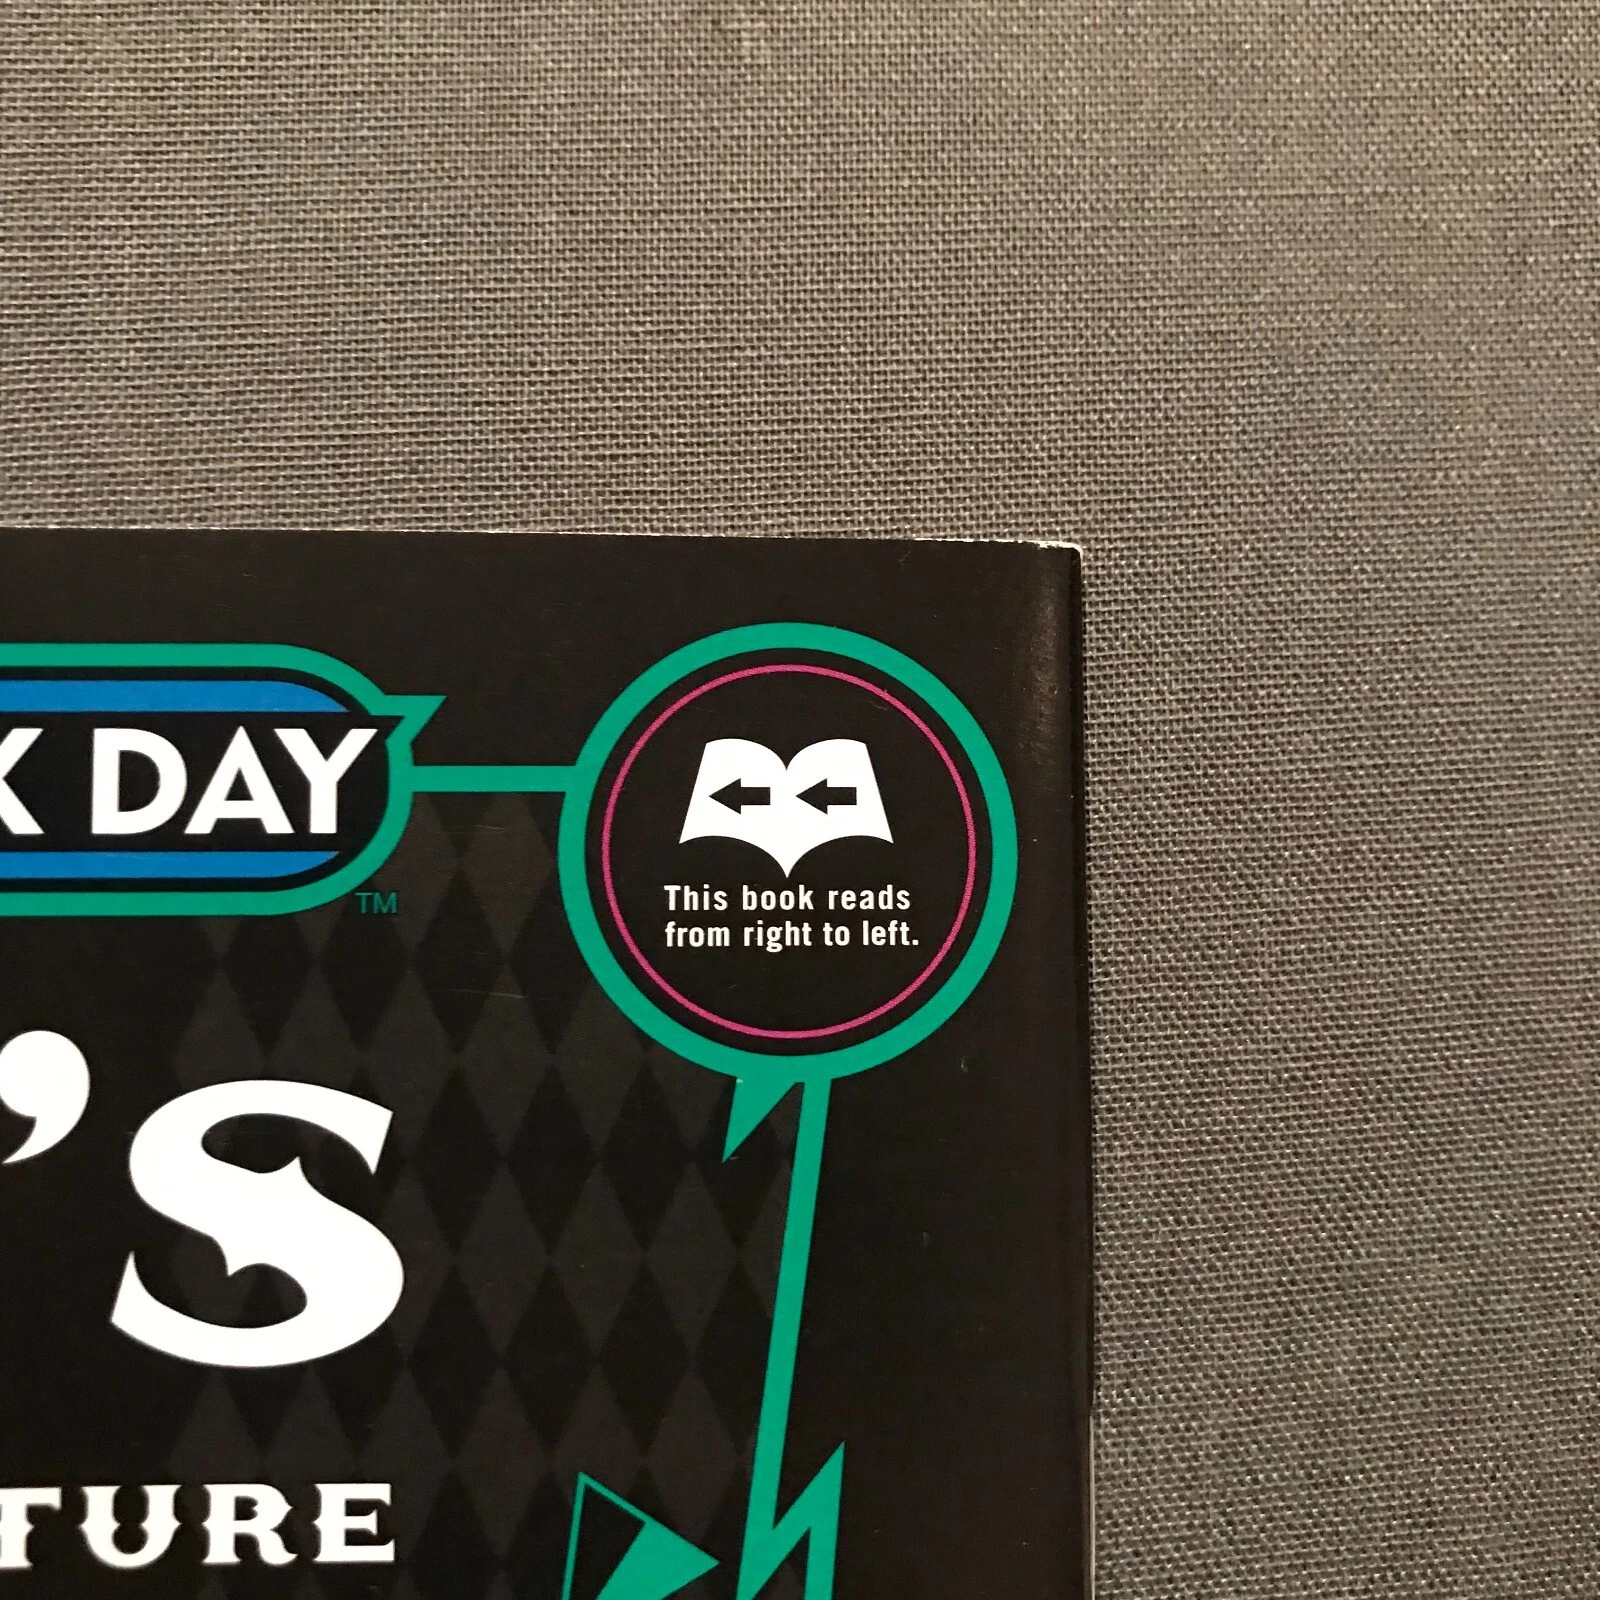 K DAY
TM
This book reads
from right to left.
'S
TURE